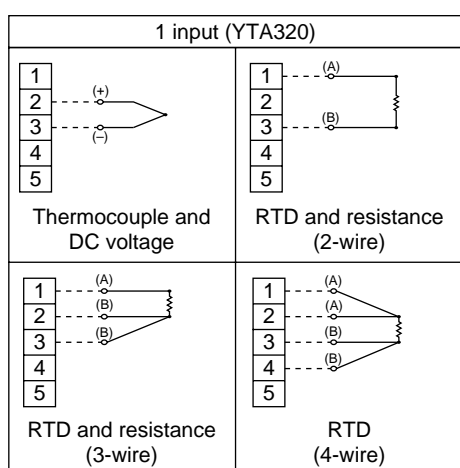 1 input (YTA320)
1
2
3
4
5
(+)
(–)
Thermocouple and
DC voltage
1
2
3
4
5
(A)
(B)
RTD and resistance
(2-wire)
1
2
3
4
5
(A)
(B)
(B)
RTD and resistance
(3-wire)
1
2
3
4
5
(A)
(A)
(B)
(B)
RTD
(4-wire)